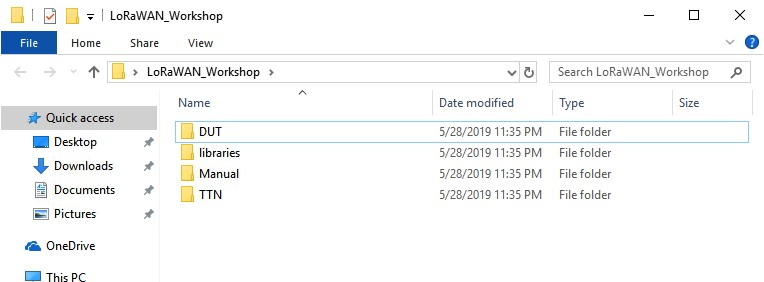 LoRaWAN_Workshop
File Home Share View
LoRaWAN_Workshop Search LoRaWAN_Workshop
Name Date modified Type Size
Quick access
Desktop
Downloads
Documents
Pictures
OneDrive
This PC
DUT 5/28/2019 11:35 PM File folder
libraries 5/28/2019 11:35 PM File folder
Manual 5/28/2019 11:35 PM File folder
TTN 5/28/2019 11:35 PM File folder